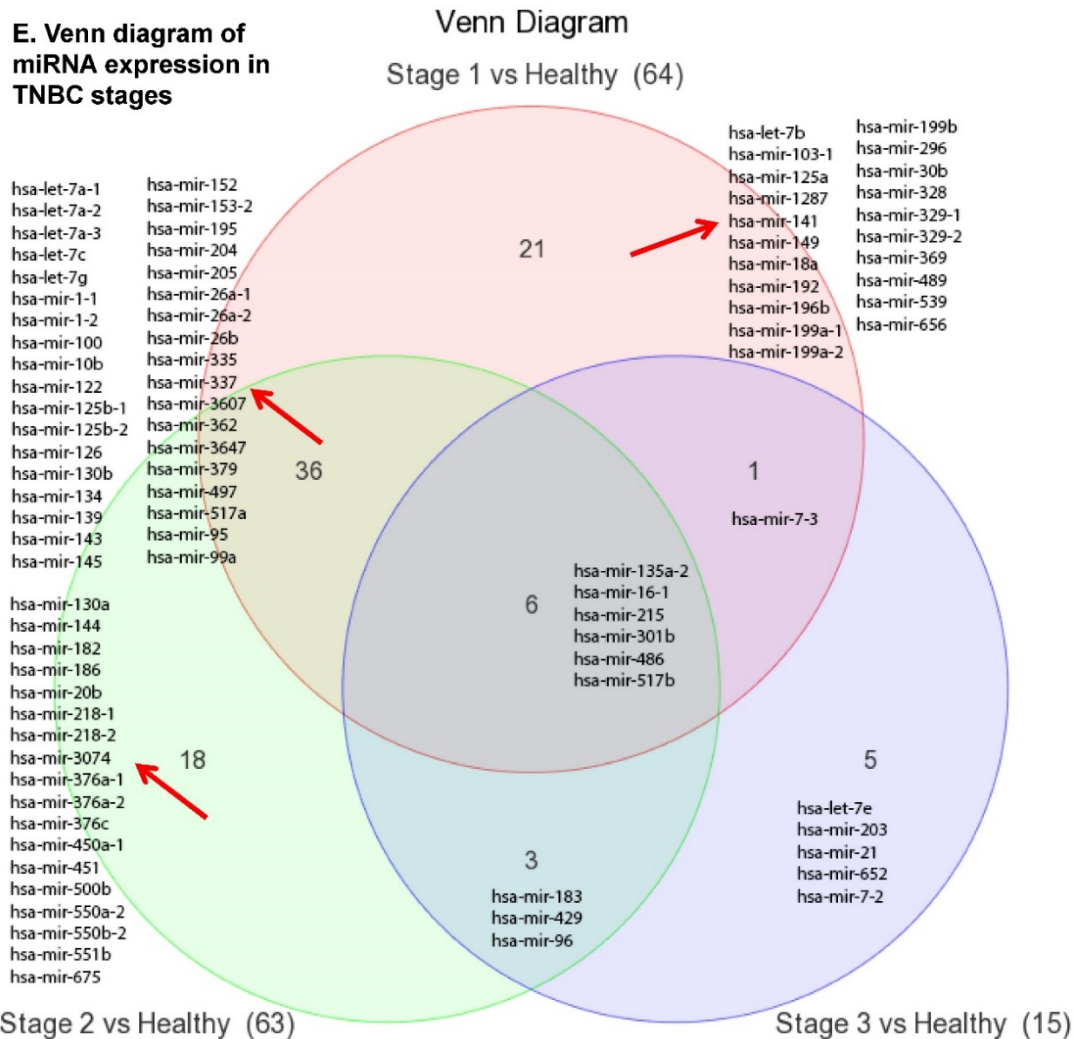 E. Venn diagram of
miRNA expression in
TNBC stages
Venn Diagram
Stage 1 vs Healthy (64)
21
hsa-let-7b
hsa-mir-103-1
hsa-mir-125a
hsa-mir-1287
hsa-mir-141
hsa-mir-149
hsa-mir-18a
hsa-mir-192
hsa-mir-196b
hsa-mir-199a-1
hsa-mir-199a-2
hsa-mir-199b
hsa-mir-296
hsa-mir-30b
hsa-mir-328
hsa-mir-329-1
hsa-mir-329-2
hsa-mir-369
hsa-mir-489
hsa-mir-539
hsa-mir-656
hsa-let-7a-1
hsa-let-7a-2
hsa-let-7a-3
hsa-let-7c
hsa-let-7g
hsa-mir-1-1
hsa-mir-1-2
hsa-mir-100
hsa-mir-10b
hsa-mir-122
hsa-mir-125b-1
hsa-mir-125b-2
hsa-mir-126
hsa-mir-130b
hsa-mir-134
hsa-mir-139
hsa-mir-143
hsa-mir-145
hsa-mir-152
hsa-mir-153-2
hsa-mir-195
hsa-mir-204
hsa-mir-205
hsa-mir-26a-1
hsa-mir-26a-2
hsa-mir-26b
hsa-mir-335
hsa-mir-337
hsa-mir-3607
hsa-mir-362
hsa-mir-3647
hsa-mir-379
hsa-mir-497
hsa-mir-517a
hsa-mir-95
hsa-mir-99a
36
1
hsa-mir-7-3
6
hsa-mir-135a-2
hsa-mir-16-1
hsa-mir-215
hsa-mir-301b
hsa-mir-486
hsa-mir-517b
hsa-mir-130a
hsa-mir-144
hsa-mir-182
hsa-mir-186
hsa-mir-20b
hsa-mir-218-1
hsa-mir-218-2
hsa-mir-3074
hsa-mir-376a-1
hsa-mir-376a-2
hsa-mir-376c
hsa-mir-450a-1
hsa-mir-451
hsa-mir-500b
hsa-mir-550a-2
hsa-mir-550b-2
hsa-mir-551b
hsa-mir-675
18
3
hsa-mir-183
hsa-mir-429
hsa-mir-96
5
hsa-let-7e
hsa-mir-203
hsa-mir-21
hsa-mir-652
hsa-mir-7-2
Stage 2 vs Healthy (63)
Stage 3 vs Healthy (15)